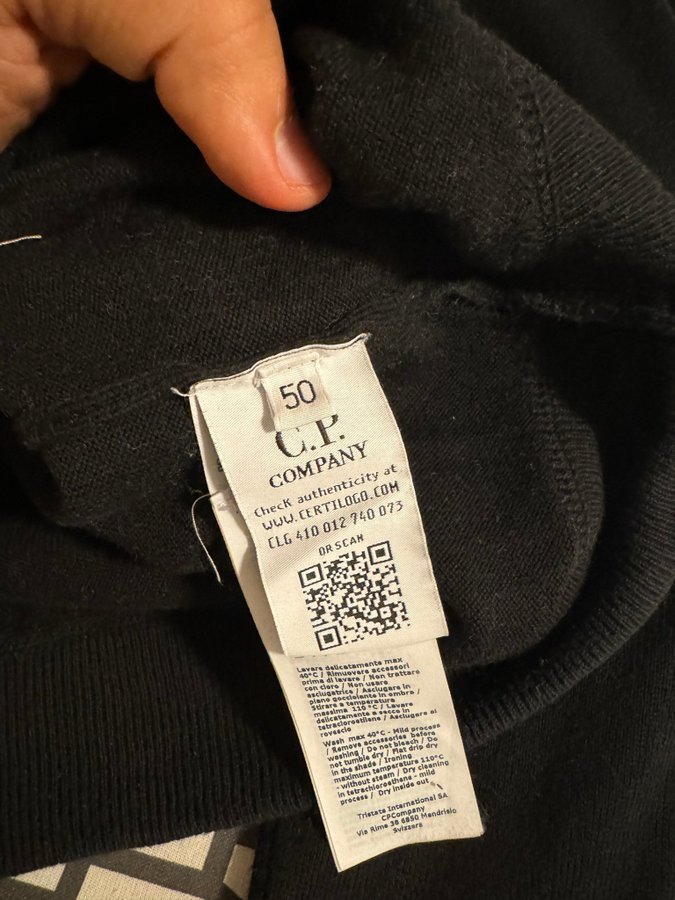 50
C.P.
COMPANY
Check authenticity at
WWW.CERTILOGO.COM
CLG 410 012 740 073
OR SCAN
Lavare delicatamente max
40°C / Rimuovere accessori
prima di lavare / Non trattare
con cloro / Non usare
asciugatrice / Asciugare in
piano gocciolante in ombra /
Stirare a temperatura
massima 110°C / Lavare
delicatamente a secco in
tetracloroetilene / Asciugare al
rovescio
Wash max 40°C - Mild process
/ Remove accessories before
washing / Do not bleach / Do
not tumble dry / Flat drip dry
in the shade / Ironing
maximum temperature 110°C
- without steam / Dry cleaning
in tetrachloroethene - mild
process / Dry inside out
Tristate International SA
CPCompany
Via Rime 38 6850 Mendrisio
Svizzera